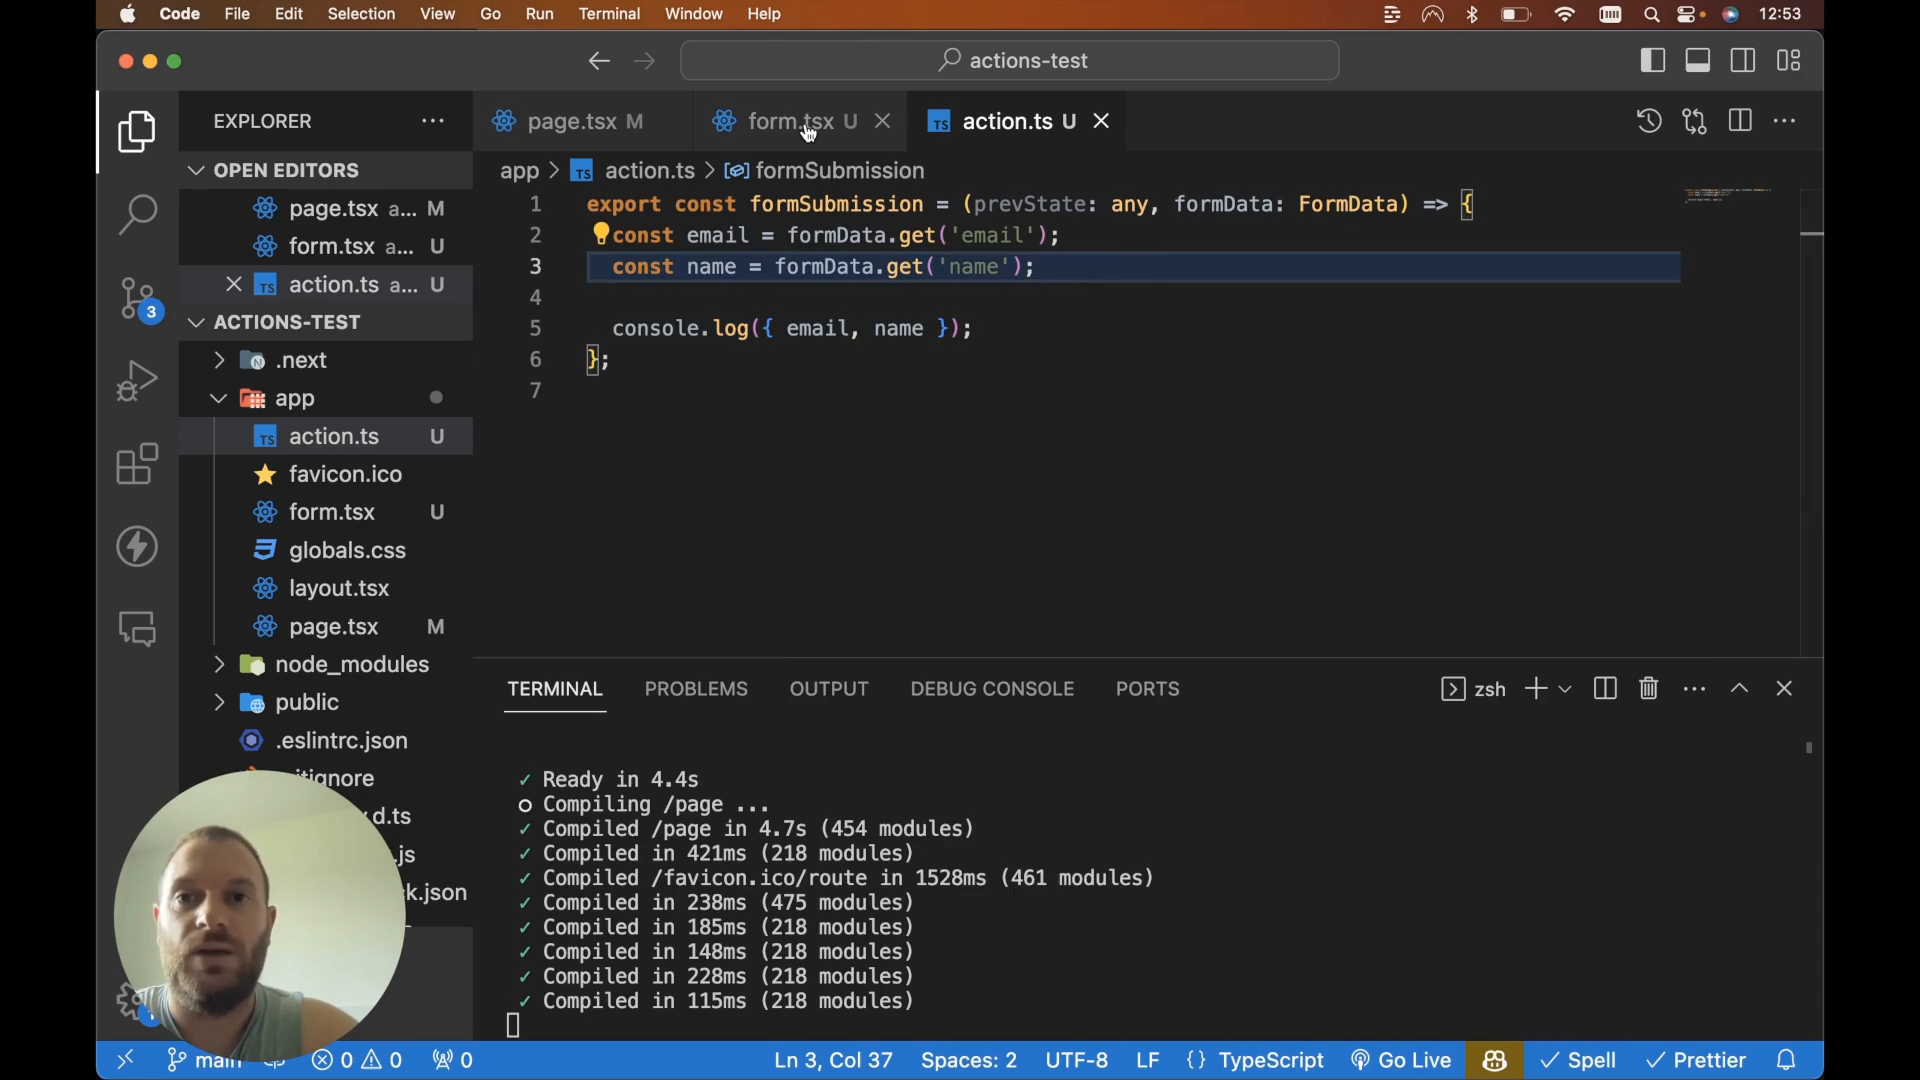 Code File Edit Selection View Go Run Terminal Window Help 12:53
actions-test
EXPLORER
page.tsx M
form.tsx U
action.ts U
OPEN EDITORS
page.tsx a... M
form.tsx a... U
action.ts a... U
ACTIONS-TEST
.next
app
action.ts U
favicon.ico
form.tsx U
globals.css
layout.tsx
page.tsx M
node_modules
public
.eslintrc.json
itignore
d.ts
.js
k.json
3
app > TS action.ts > formSubmission
1 export const formSubmission = (prevState: any, formData: FormData) => {
2 const email = formData.get('email');
3 const name = formData.get('name');
4
5 console.log({ email, name });
6 };
7
TERMINAL PROBLEMS OUTPUT DEBUG CONSOLE PORTS zsh
✓ Ready in 4.4s
○ Compiling /page ...
✓ Compiled /page in 4.7s (454 modules)
✓ Compiled in 421ms (218 modules)
✓ Compiled /favicon.ico/route in 1528ms (461 modules)
✓ Compiled in 238ms (475 modules)
✓ Compiled in 185ms (218 modules)
✓ Compiled in 148ms (218 modules)
✓ Compiled in 228ms (218 modules)
✓ Compiled in 115ms (218 modules)
main 0 0 0 Ln 3, Col 37 Spaces: 2 UTF-8 LF {} TypeScript Go Live Spell Prettier